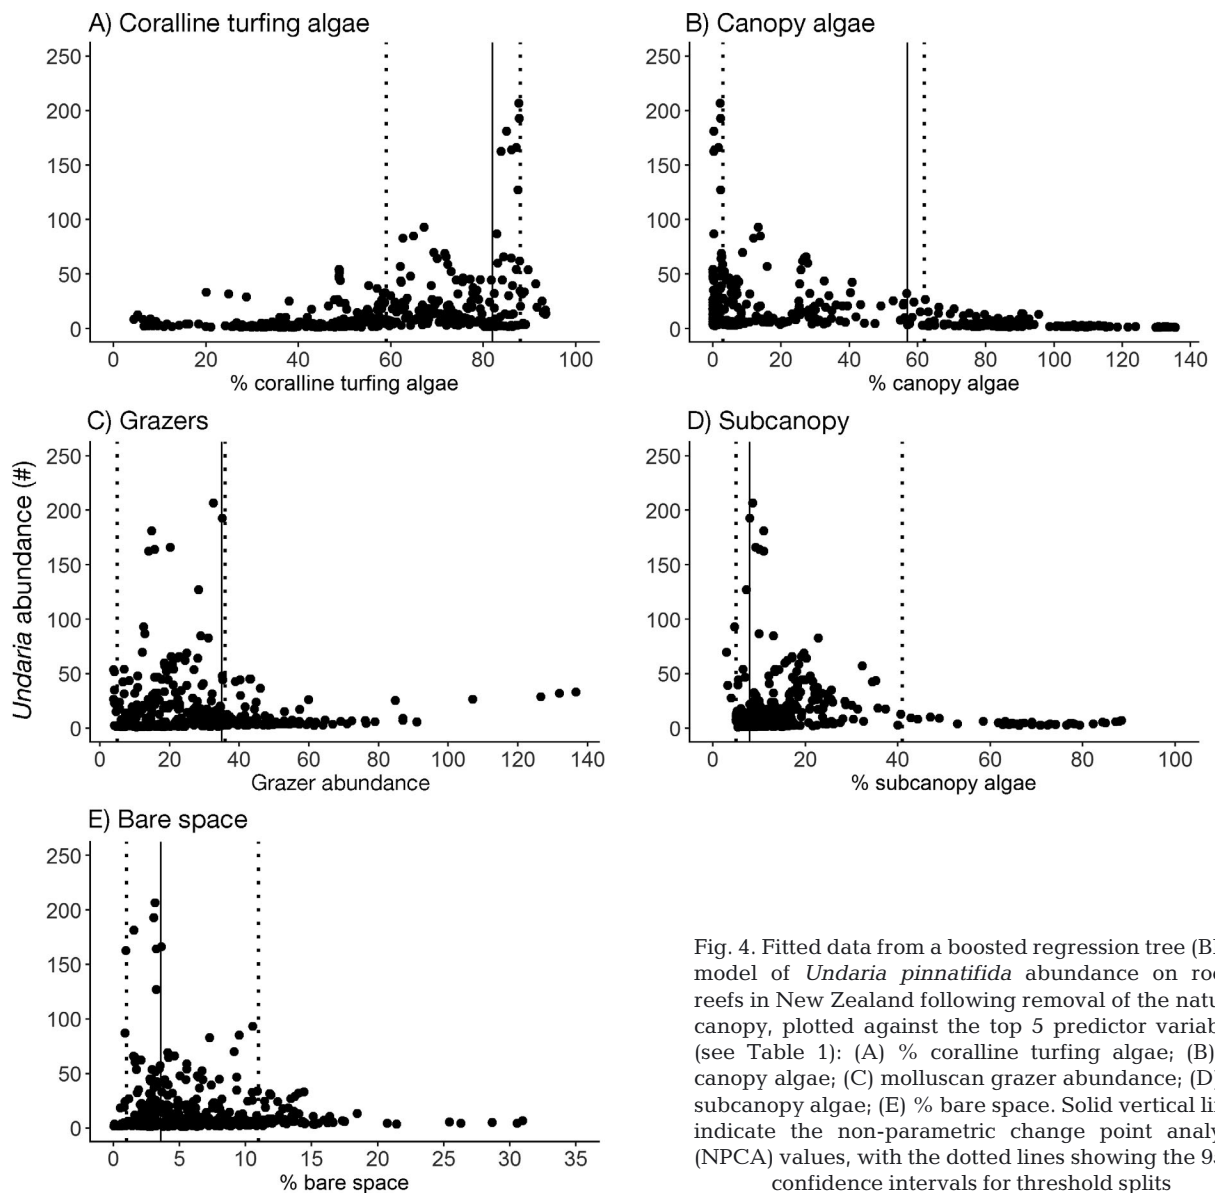 A) Coralline turfing algae
250
200
150
100
50
0
0 20 40 60 80 100
% coralline turfing algae
B) Canopy algae
250
200
150
100
50
0
0 20 40 60 80 100 120 140
% canopy algae
Undaria abundance (#)
C) Grazers
250
200
150
100
50
0
0 20 40 60 80 100 120 140
Grazer abundance
D) Subcanopy
250
200
150
100
50
0
0 20 40 60 80 100
% subcanopy algae
E) Bare space
250
200
150
100
50
0
0 5 10 15 20 25 30 35
% bare space
Fig. 4. Fitted data from a boosted regression tree
model of Undaria pinnatifida abundance on
reefs in New Zealand following removal of the
canopy, plotted against the top 5 predictor
(see Table 1): (A) % coralline turfing algae; (B)
canopy algae; (C) molluscan grazer abundance; (D)
subcanopy algae; (E) % bare space. Solid vertical
indicate the non-parametric change point
(NPCA) values, with the dotted lines showing the
confidence intervals for threshold splits